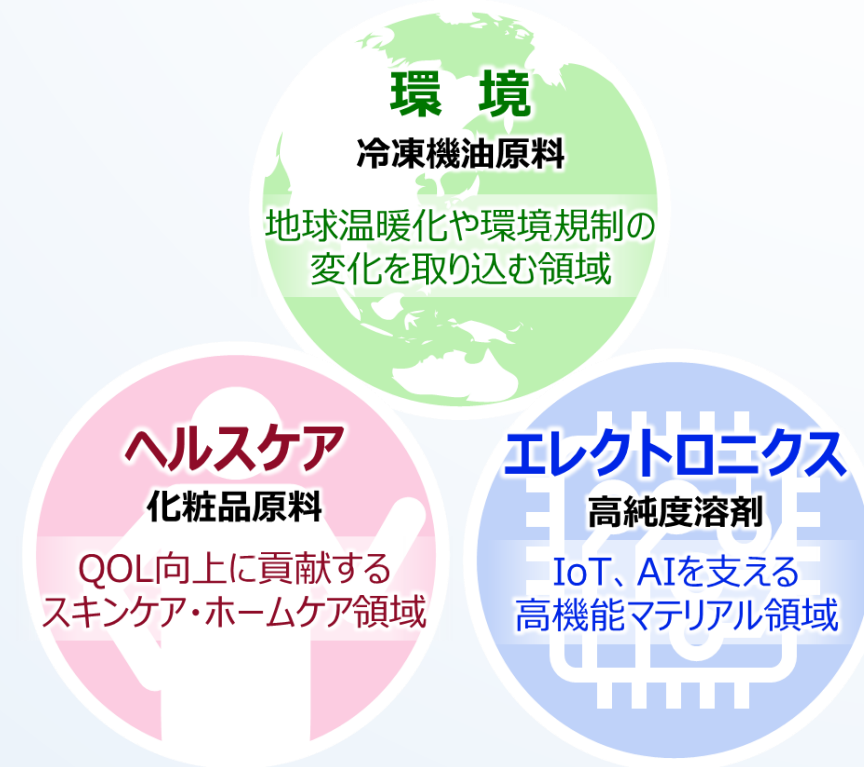 環 境
冷凍機油原料
地球温暖化や環境規制の
変化を取り込む領域
ヘルスケア
化粧品原料
QOL向上に貢献する
スキンケア・ホームケア領域
エレクトロニクス
高純度溶剤
IoT、AIを支える
高機能マテリアル領域